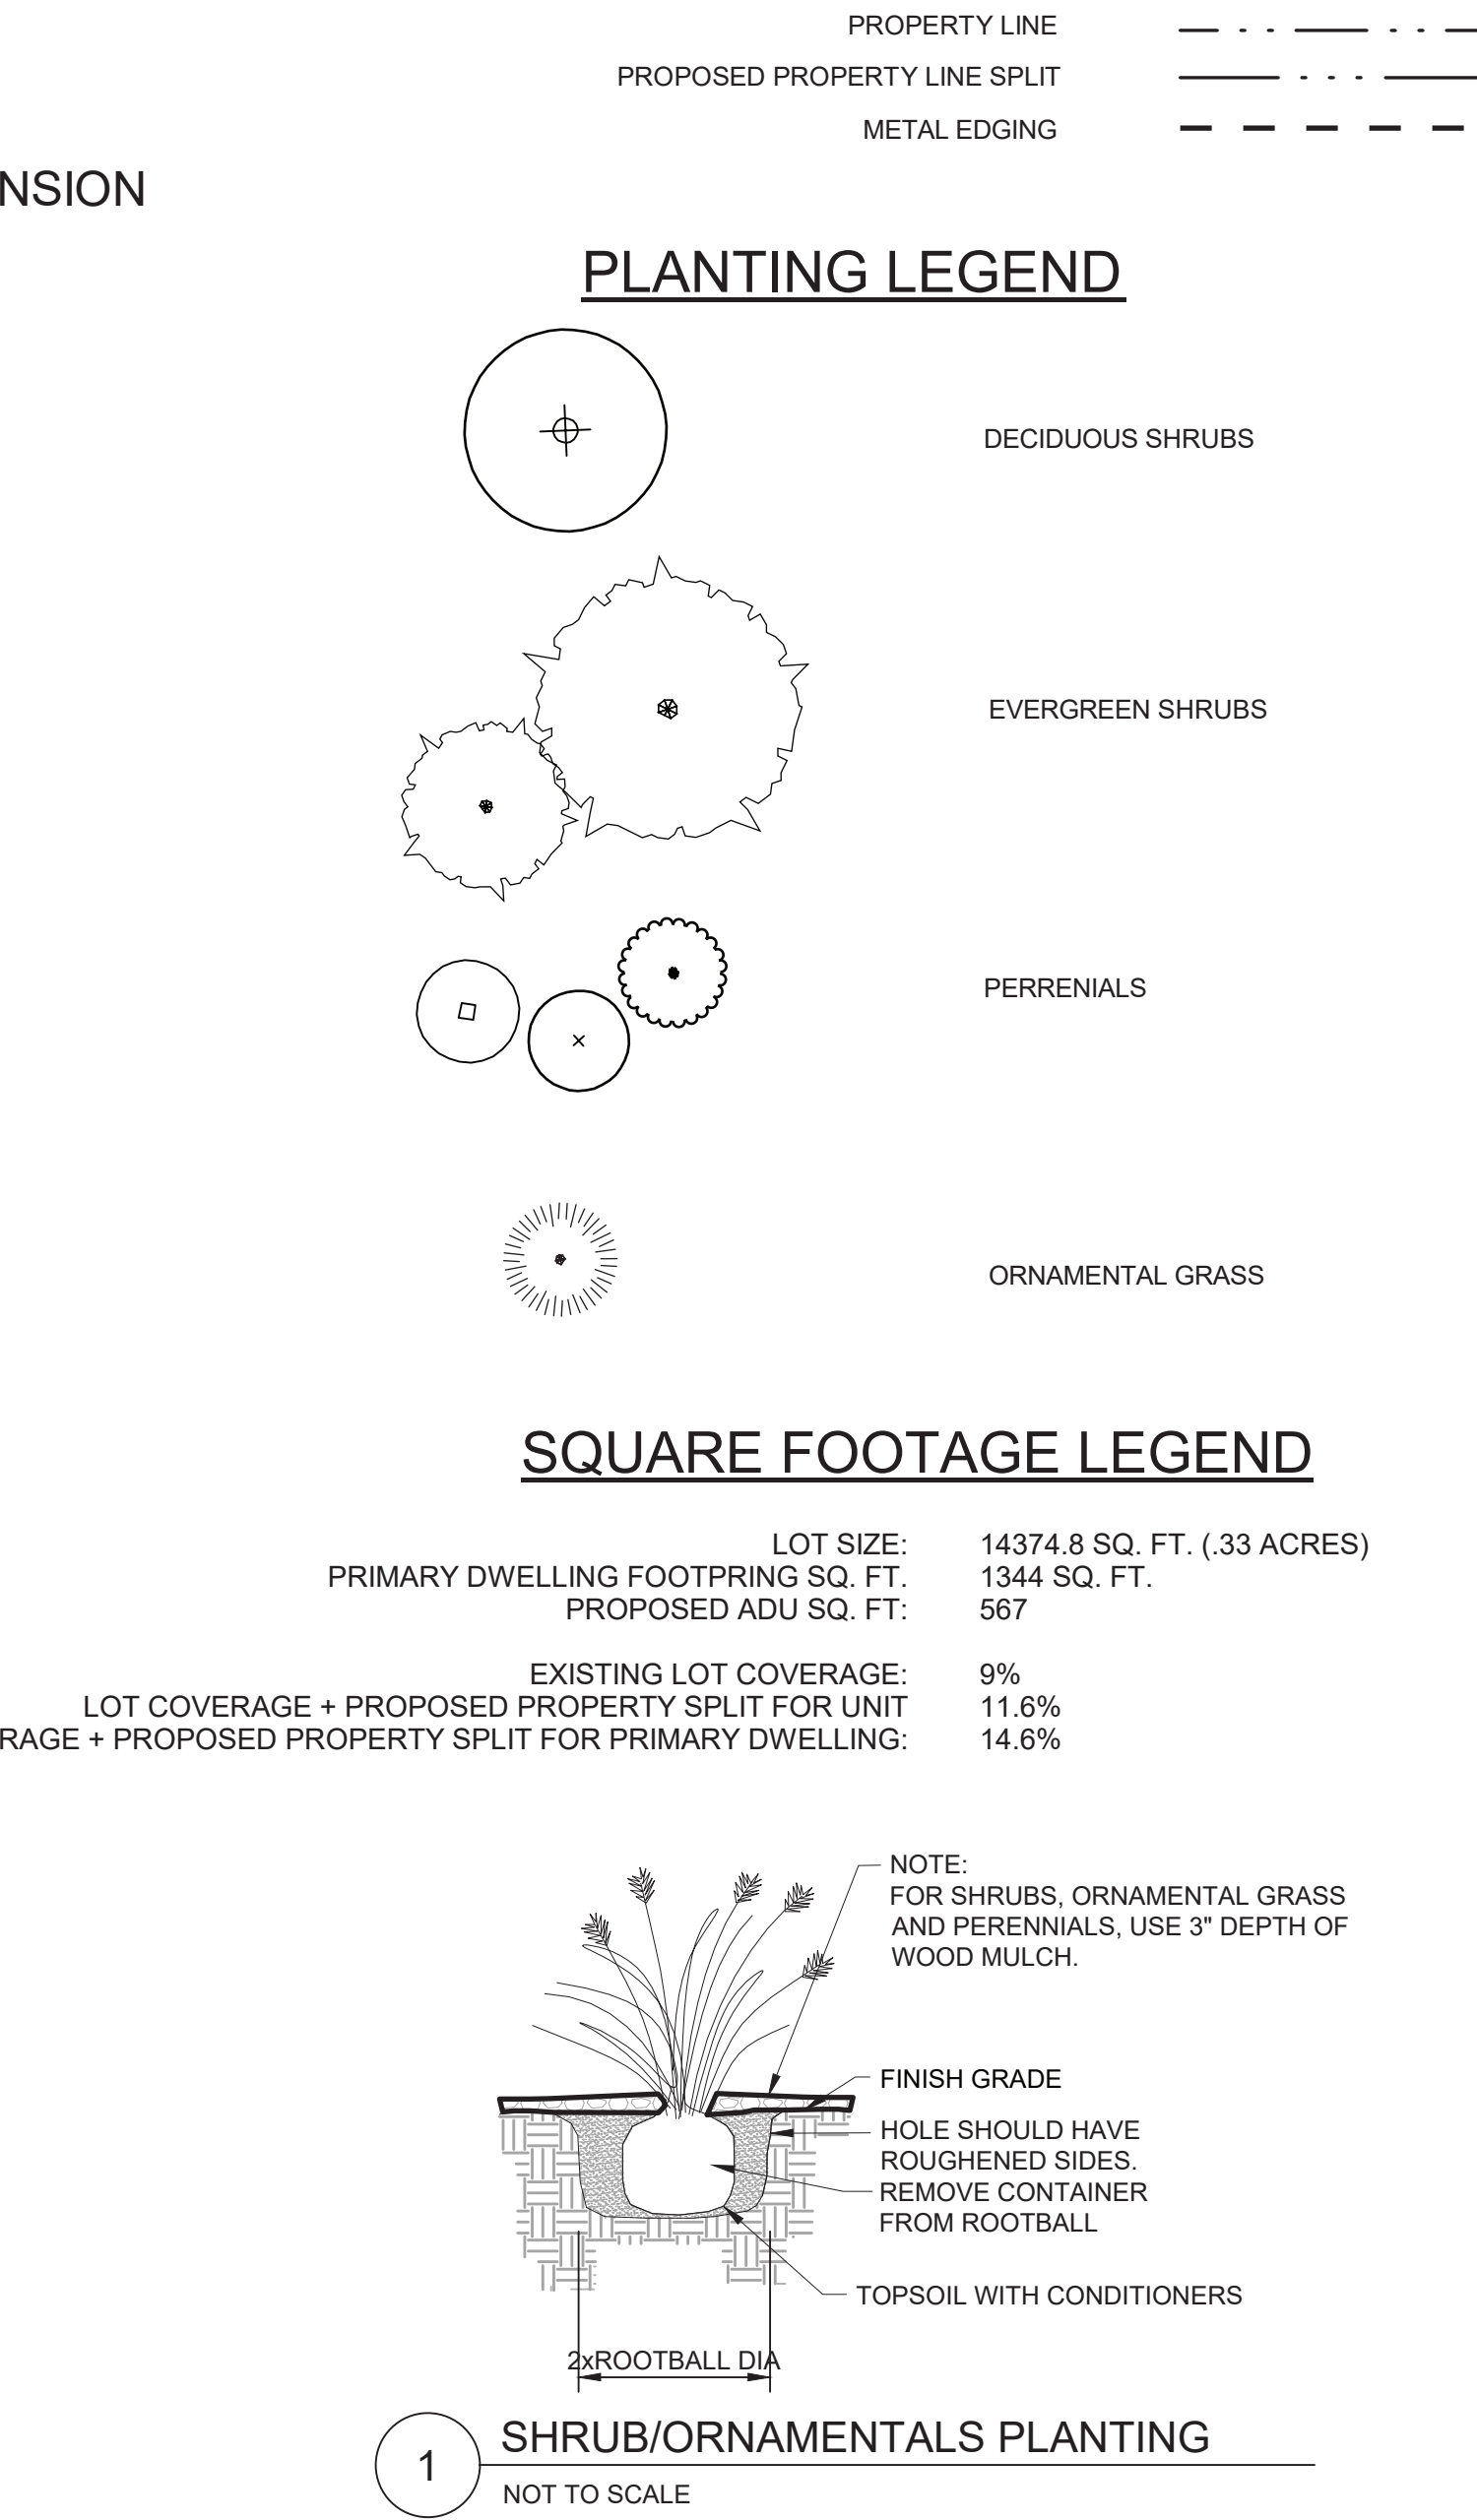 PROPERTY LINE
PROPOSED PROPERTY LINE SPLIT
METAL EDGING
NSION
PLANTING LEGEND
DECIDUOUS SHRUBS
EVERGREEN SHRUBS
PERRENIALS
ORNAMENTAL GRASS
SQUARE FOOTAGE LEGEND
LOT SIZE: 14374.8 SQ. FT. (.33 ACRES)
PRIMARY DWELLING FOOTPRING SQ. FT. 1344 SQ. FT.
PROPOSED ADU SQ. FT: 567
EXISTING LOT COVERAGE: 9%
LOT COVERAGE + PROPOSED PROPERTY SPLIT FOR UNIT 11.6%
RAGE + PROPOSED PROPERTY SPLIT FOR PRIMARY DWELLING: 14.6%
NOTE:
FOR SHRUBS, ORNAMENTAL GRASS
AND PERENNIALS, USE 3" DEPTH OF
WOOD MULCH.
FINISH GRADE
HOLE SHOULD HAVE
ROUGHENED SIDES.
REMOVE CONTAINER
FROM ROOTBALL
TOPSOIL WITH CONDITIONERS
2xROOTBALL DIA
1 SHRUB/ORNAMENTALS PLANTING
NOT TO SCALE